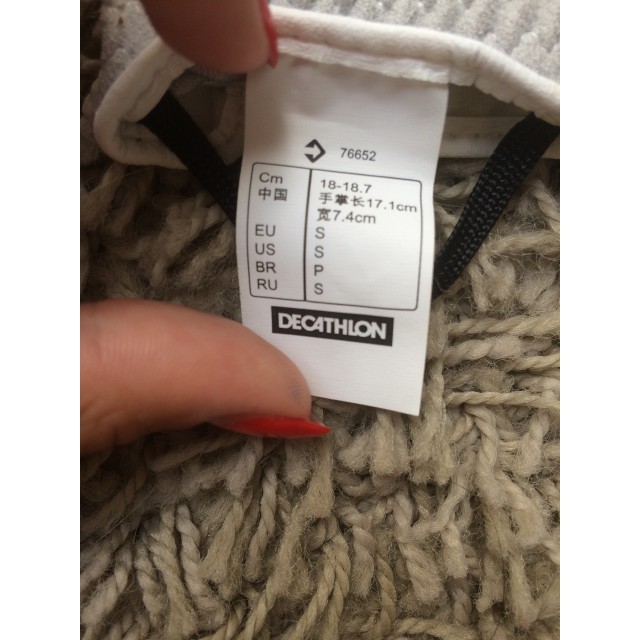 76652
Cm 18-18.7
中国 手掌长17.1cm
宽7.4cm
EU S
US S
BR P
RU S
DECATHLON